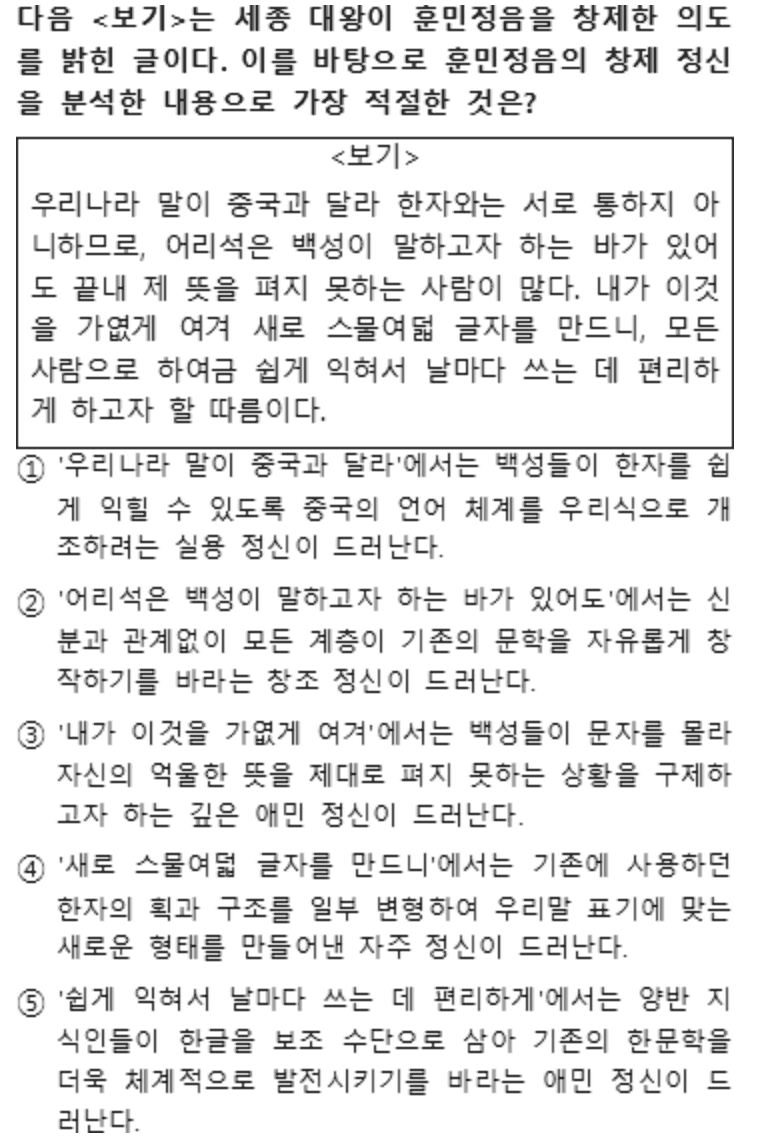 다음 <보기>는 세종 대왕이 훈민정음을 창제한 의도
를 밝힌 글이다. 이를 바탕으로 훈민정음의 창제 정신
을 분석한 내용으로 가장 적절한 것은?
<보기>
우리나라 말이 중국과 달라 한자와는 서로 통하지 아
니하므로, 어리석은 백성이 말하고자 하는 바가 있어
도 끝내 제 뜻을 펴지 못하는 사람이 많다. 내가 이것
을 가엾게 여겨 새로 스물여덟 글자를 만드니, 모든
사람으로 하여금 쉽게 익혀서 날마다 쓰는 데 편리하
게 하고자 할 따름이다.
① '우리나라 말이 중국과 달라'에서는 백성들이 한자를 쉽
게 익힐 수 있도록 중국의 언어 체계를 우리식으로 개
조하려는 실용 정신이 드러난다.
② '어리석은 백성이 말하고자 하는 바가 있어도'에서는 신
분과 관계없이 모든 계층이 기존의 문학을 자유롭게 창
작하기를 바라는 창조 정신이 드러난다.
③ '내가 이것을 가엾게 여겨'에서는 백성들이 문자를 몰라
자신의 억울한 뜻을 제대로 펴지 못하는 상황을 구제하
고자 하는 깊은 애민 정신이 드러난다.
④ '새로 스물여덟 글자를 만드니'에서는 기존에 사용하던
한자의 획과 구조를 일부 변형하여 우리말 표기에 맞는
새로운 형태를 만들어낸 자주 정신이 드러난다.
⑤ '쉽게 익혀서 날마다 쓰는 데 편리하게'에서는 양반 지
식인들이 한글을 보조 수단으로 삼아 기존의 한문학을
더욱 체계적으로 발전시키기를 바라는 애민 정신이 드
러난다.